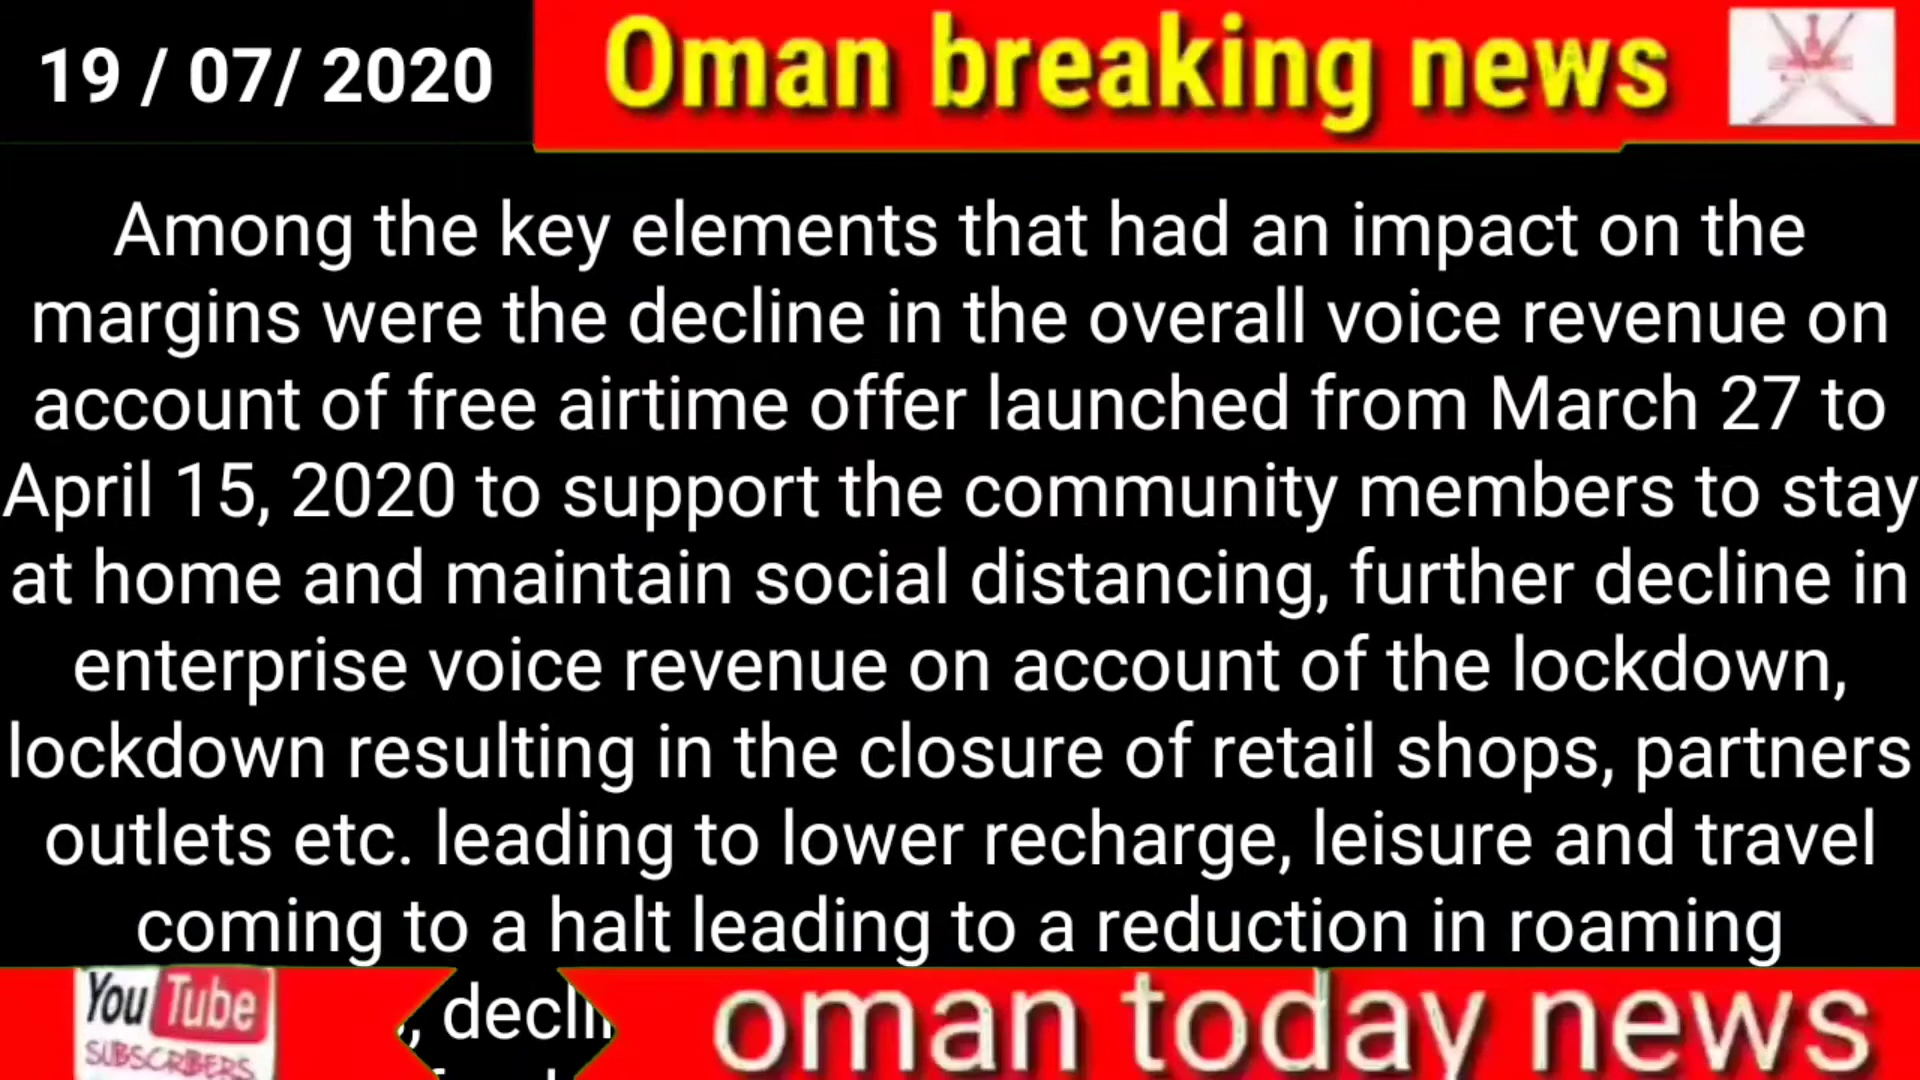 19 / 07/ 2020
Oman breaking news
Among the key elements that had an impact on the
margins were the decline in the overall voice revenue on
account of free airtime offer launched from March 27 to
April 15, 2020 to support the community members to stay
at home and maintain social distancing, further decline in
enterprise voice revenue on account of the lockdown,
lockdown resulting in the closure of retail shops, partners
outlets etc. leading to lower recharge, leisure and travel
coming to a halt leading to a reduction in roaming
YouTube
SUBSCRIBERS
oman today news